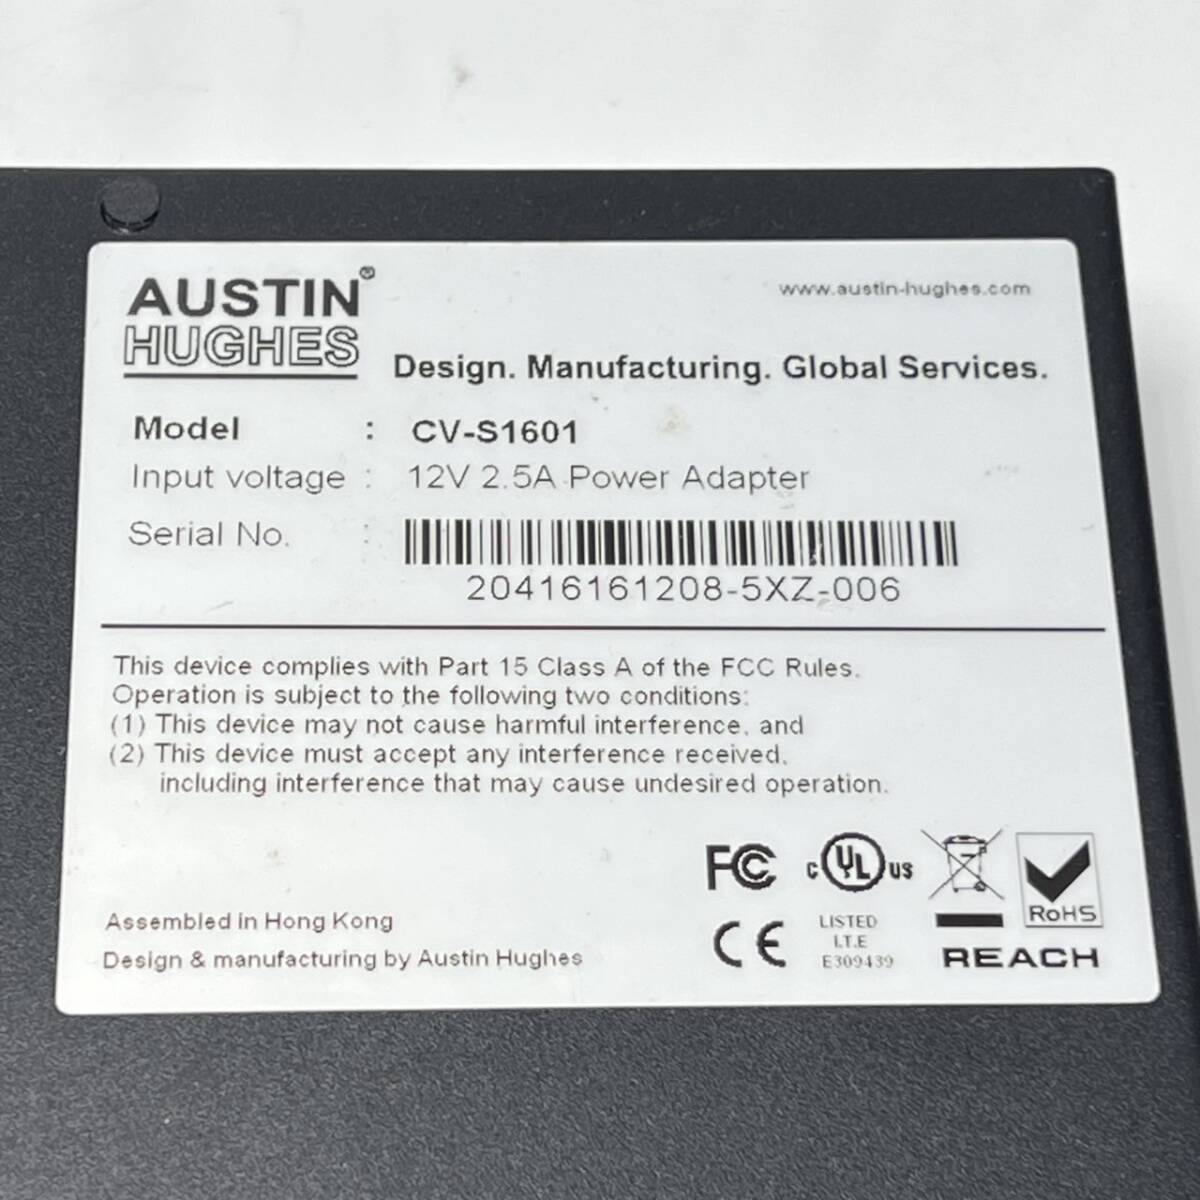 AUSTIN®
HUGHES
www.austin-hughes.com
Design. Manufacturing. Global Services.
Model : CV-S1601
Input voltage : 12V 2.5A Power Adapter
Serial No. :
20416161208-5XZ-006
This device complies with Part 15 Class A of the FCC Rules.
Operation is subject to the following two conditions:
(1) This device may not cause harmful interference, and
(2) This device must accept any interference received,
including interference that may cause undesired operation.
FC c UL US
RoHS
Assembled in Hong Kong
Design & manufacturing by Austin Hughes
CE
LISTED
I.T.E
E309439
REACH